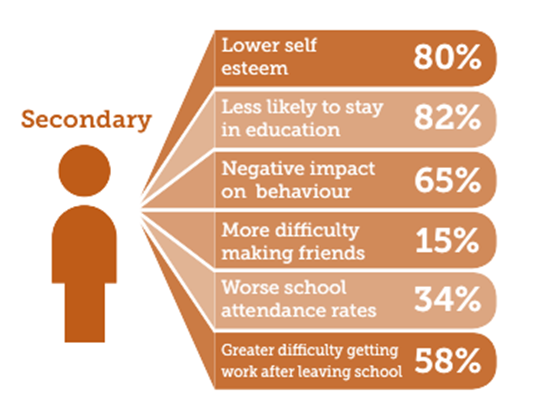 Secondary
Lower self
esteem
80%
Less likely to stay
in education
82%
Negative impact
on behaviour
65%
More difficulty
making friends
15%
Worse school
attendance rates
34%
Greater difficulty getting
work after leaving school
58%